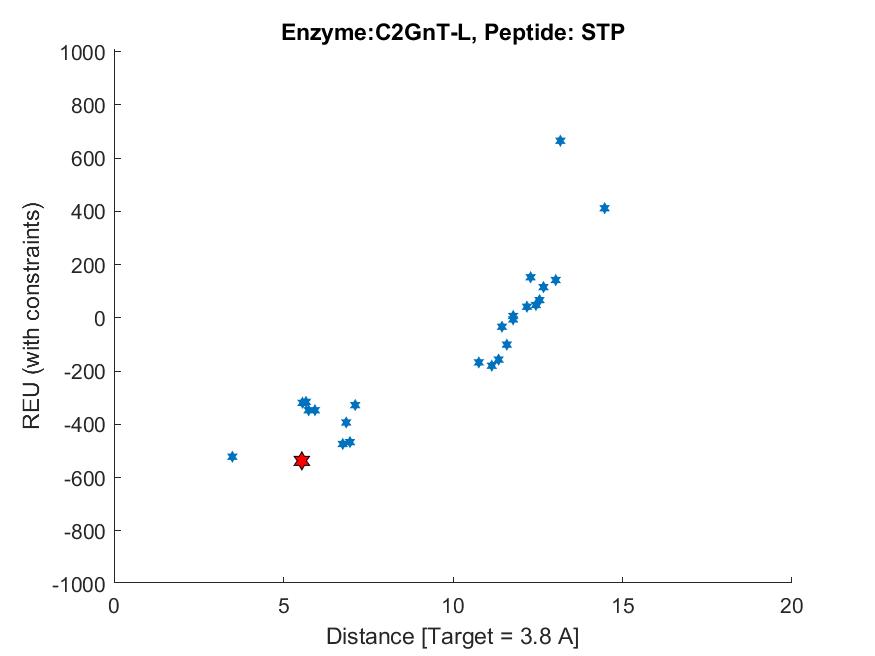 Enzyme:C2GnT-L, Peptide: STP
1000
800
600
400
200
0
-200
-400
-600
-800
-1000
REU (with constraints)
0 5 10 15 20
Distance [Target = 3.8 A]